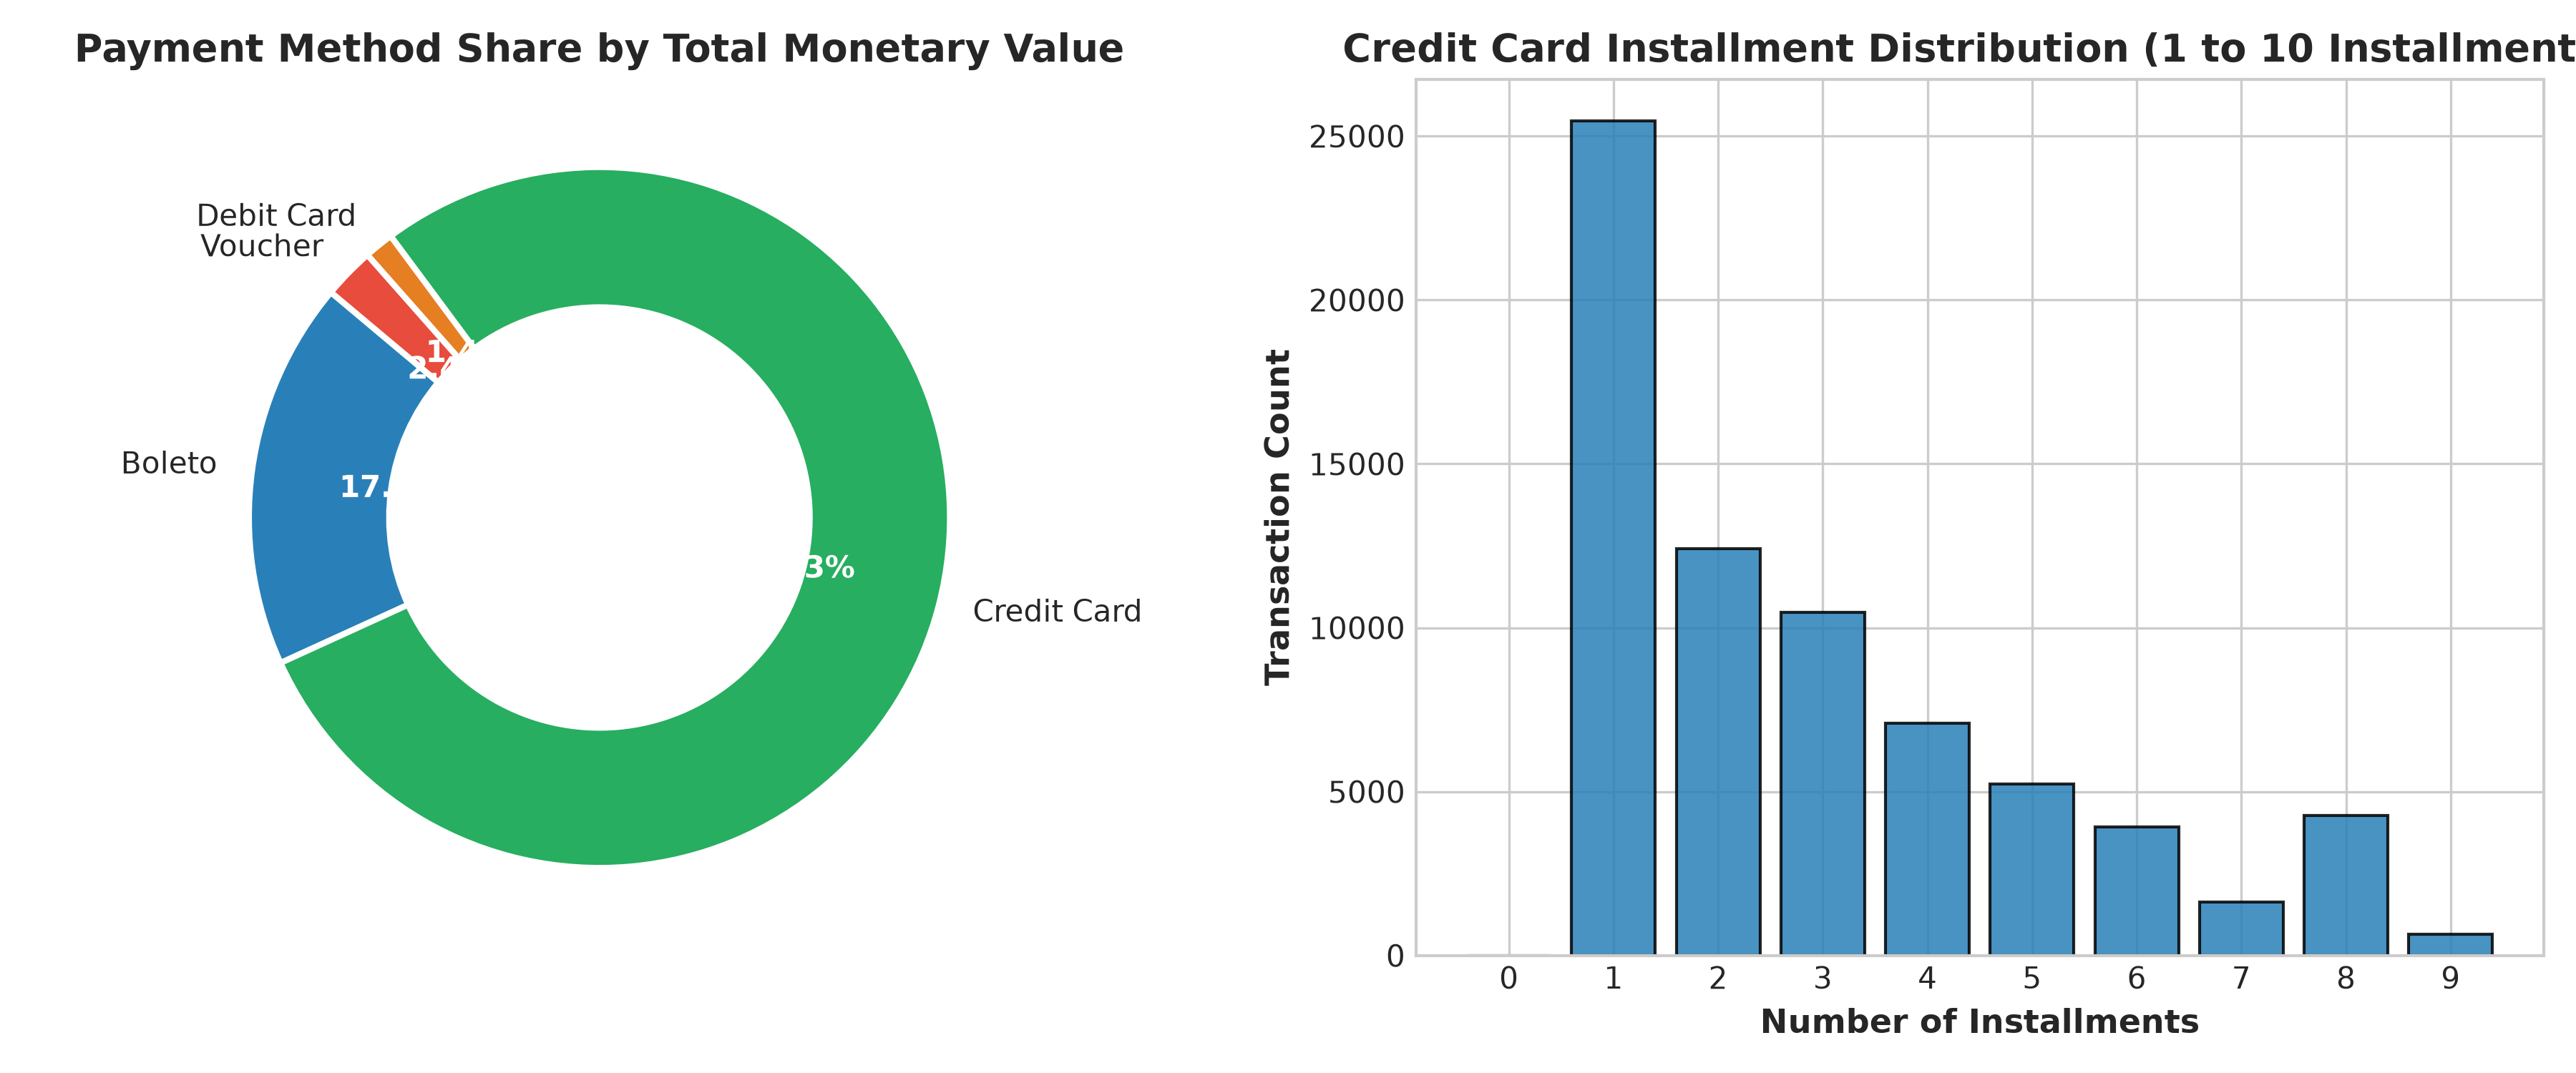 Payment Method Share by Total Monetary Value
Debit Card
Voucher
Boleto
17.
3%
Credit Card
Credit Card Installment Distribution (1 to 10 Installment
Transaction Count
25000
20000
15000
10000
5000
0
0 1 2 3 4 5 6 7 8 9
Number of Installments